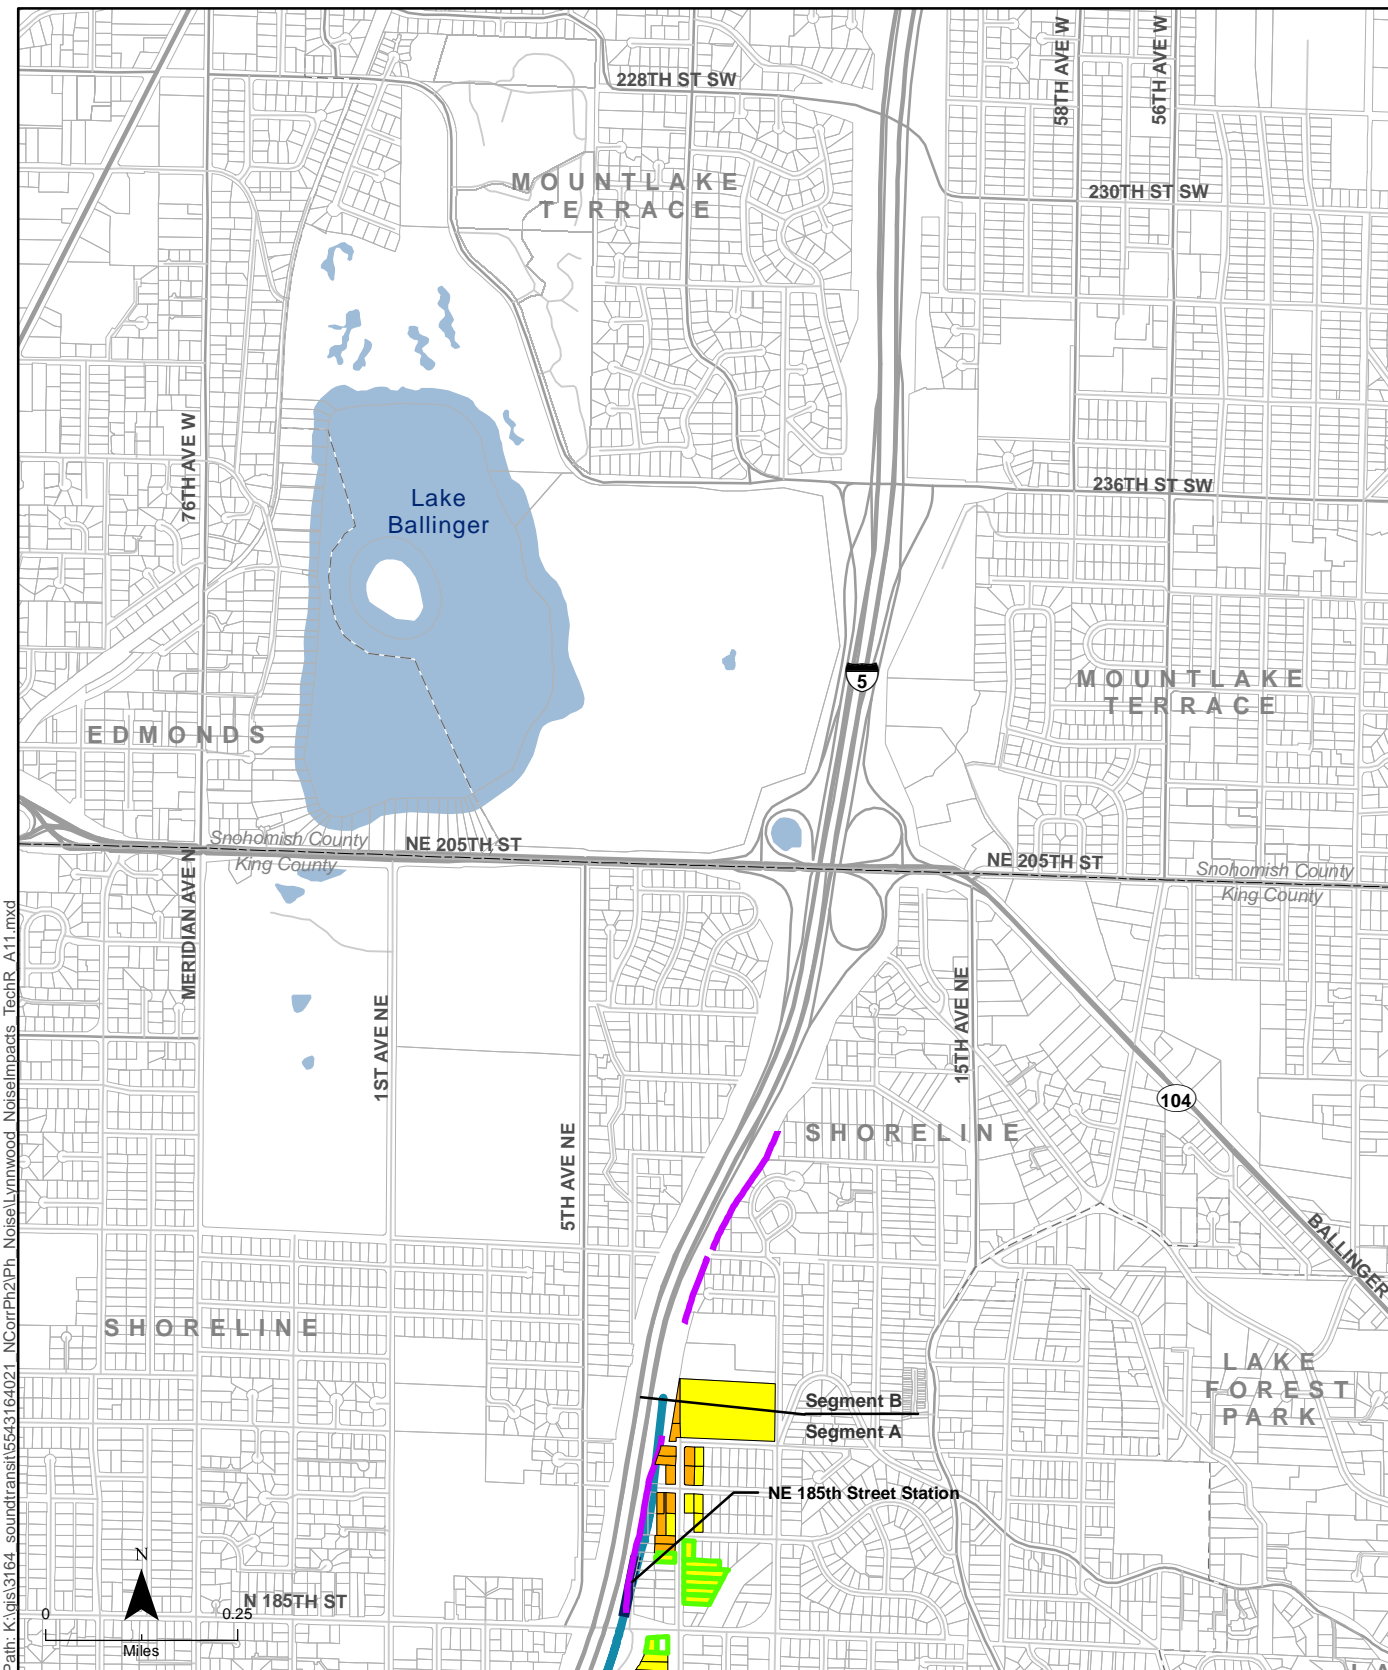 58TH AVE W
56TH AVE W
228TH ST SW
MOUNTLAKE
TERRACE
230TH ST SW
76TH AVE W
Lake
Ballinger
236TH ST SW
5
MOUNTLAKE
TERRACE
EDMONDS
Snohomish County
King County
NE 205TH ST
NE 205TH ST
Snohomish County
King County
MERIDIAN AVE N
1ST AVE NE
15TH AVE NE
104
SHORELINE
5TH AVE NE
BALLINGER
SHORELINE
LAKE
FOREST
PARK
Segment B
Segment A
NE 185th Street Station
N
N 185TH ST
0
0.25
Miles
Path: K:\gis\3164_soundtransit\5543164021_NCorrPh2\Ph_Noise\Lynnwood_NoiseImpacts_TechR_A11.mxd